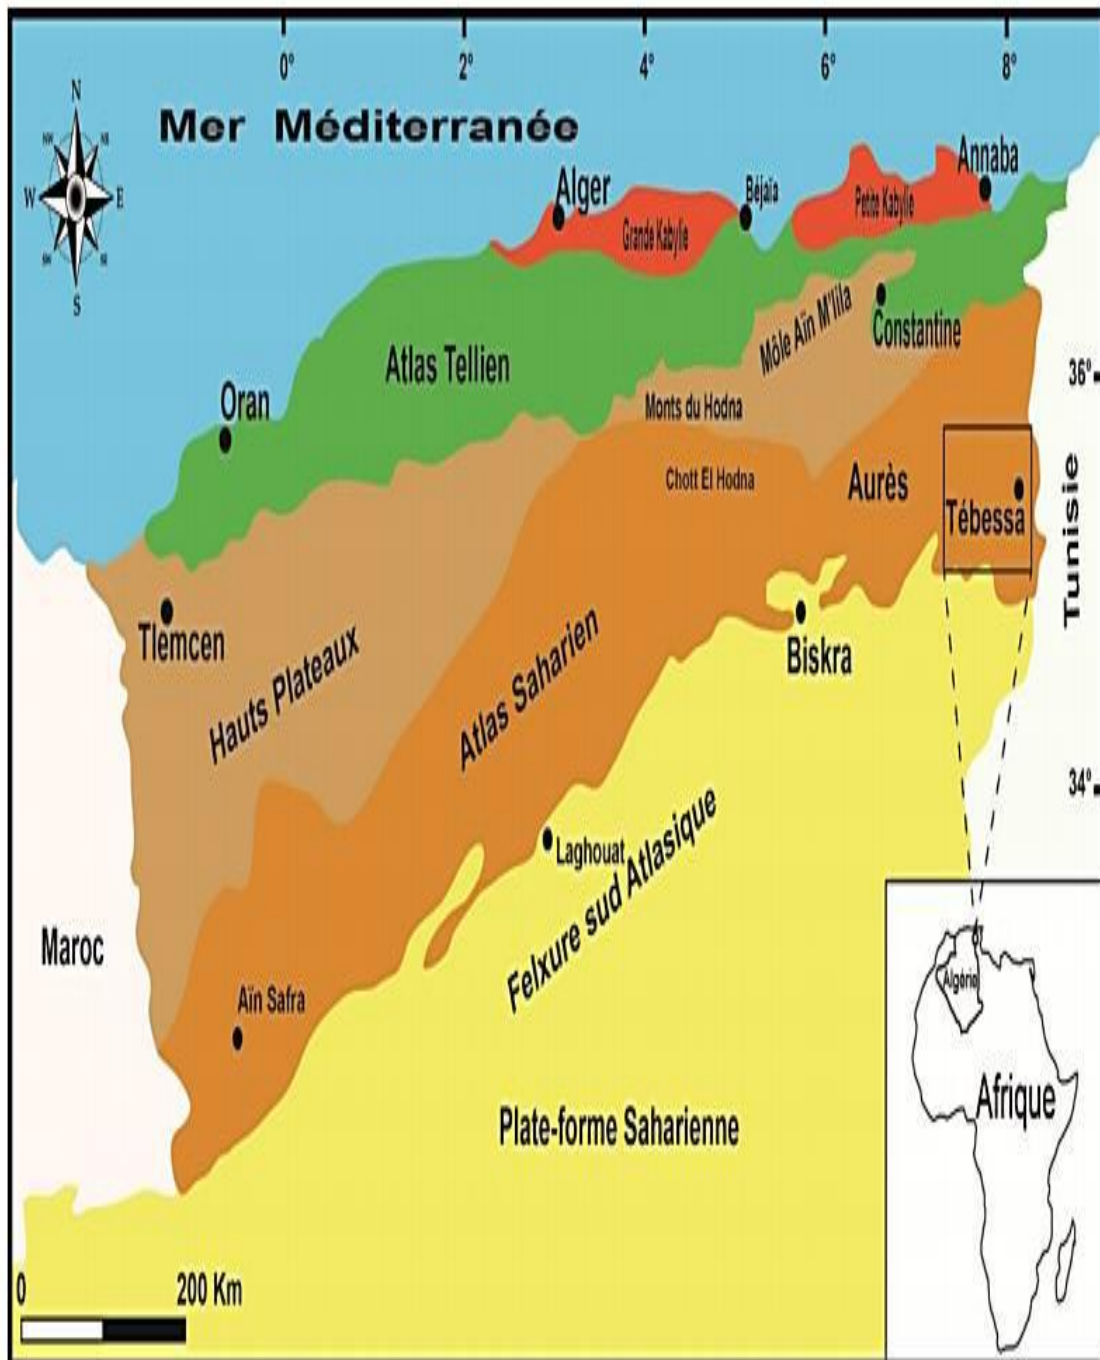 0°
2°
4°
6°
8°
N
W
E
S
Mer Méditerranée
Annaba
Alger
Béjaïa
Petite Kabylie
Grande Kabylie
Môle Aïn M'lila
Constantine
Atlas Tellien
36°
Oran
Monts du Hodna
Chott El Hodna
Aurès
Tébessa
Tunisie
Tlemcen
Biskra
Hauts Plateaux
Atlas Saharien
34°
Laghouat
Felxure sud Atlasique
Maroc
Aïn Safra
Algérie
Afrique
Plate-forme Saharienne
0
200 Km